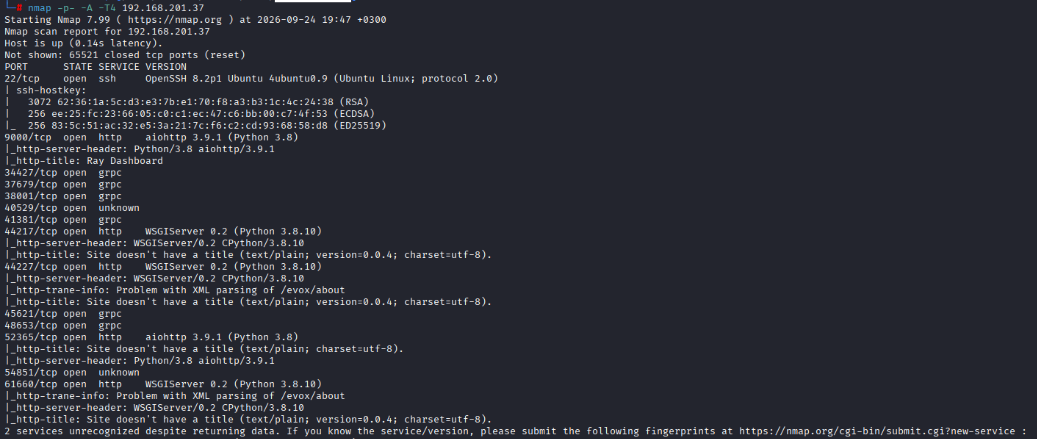 └─# nmap -p- -A -T4 192.168.201.37
Starting Nmap 7.99 ( https://nmap.org ) at 2026-09-24 19:47 +0300
Nmap scan report for 192.168.201.37
Host is up (0.14s latency).
Not shown: 65521 closed tcp ports (reset)
PORT      STATE SERVICE VERSION
22/tcp    open  ssh     OpenSSH 8.2p1 Ubuntu 4ubuntu0.9 (Ubuntu Linux; protocol 2.0)
| ssh-hostkey:
|   3072 62:36:1a:5c:d3:e3:7b:e1:70:f8:a3:b3:1c:4c:24:38 (RSA)
|   256 ee:25:fc:23:66:05:c0:c1:ec:47:c6:bb:00:c7:4f:53 (ECDSA)
|_  256 83:5c:51:ac:32:e5:3a:21:7c:f6:c2:cd:93:68:58:d8 (ED25519)
9000/tcp  open  http    aiohttp 3.9.1 (Python 3.8)
|_http-server-header: Python/3.8 aiohttp/3.9.1
|_http-title: Ray Dashboard
34427/tcp open  grpc
37679/tcp open  grpc
38001/tcp open  grpc
40529/tcp open  unknown
41381/tcp open  grpc
44217/tcp open  http    WSGIServer 0.2 (Python 3.8.10)
|_http-server-header: WSGIServer/0.2 CPython/3.8.10
|_http-title: Site doesn't have a title (text/plain; version=0.0.4; charset=utf-8).
44227/tcp open  http    WSGIServer 0.2 (Python 3.8.10)
|_http-server-header: WSGIServer/0.2 CPython/3.8.10
|_http-trane-info: Problem with XML parsing of /evox/about
|_http-title: Site doesn't have a title (text/plain; version=0.0.4; charset=utf-8).
45621/tcp open  grpc
48653/tcp open  grpc
52365/tcp open  http    aiohttp 3.9.1 (Python 3.8)
|_http-title: Site doesn't have a title (text/plain; charset=utf-8).
|_http-server-header: Python/3.8 aiohttp/3.9.1
54851/tcp open  unknown
61660/tcp open  http    WSGIServer 0.2 (Python 3.8.10)
|_http-trane-info: Problem with XML parsing of /evox/about
|_http-server-header: WSGIServer/0.2 CPython/3.8.10
|_http-title: Site doesn't have a title (text/plain; version=0.0.4; charset=utf-8).
2 services unrecognized despite returning data. If you know the service/version, please submit the following fingerprints at https://nmap.org/cgi-bin/submit.cgi?new-service :